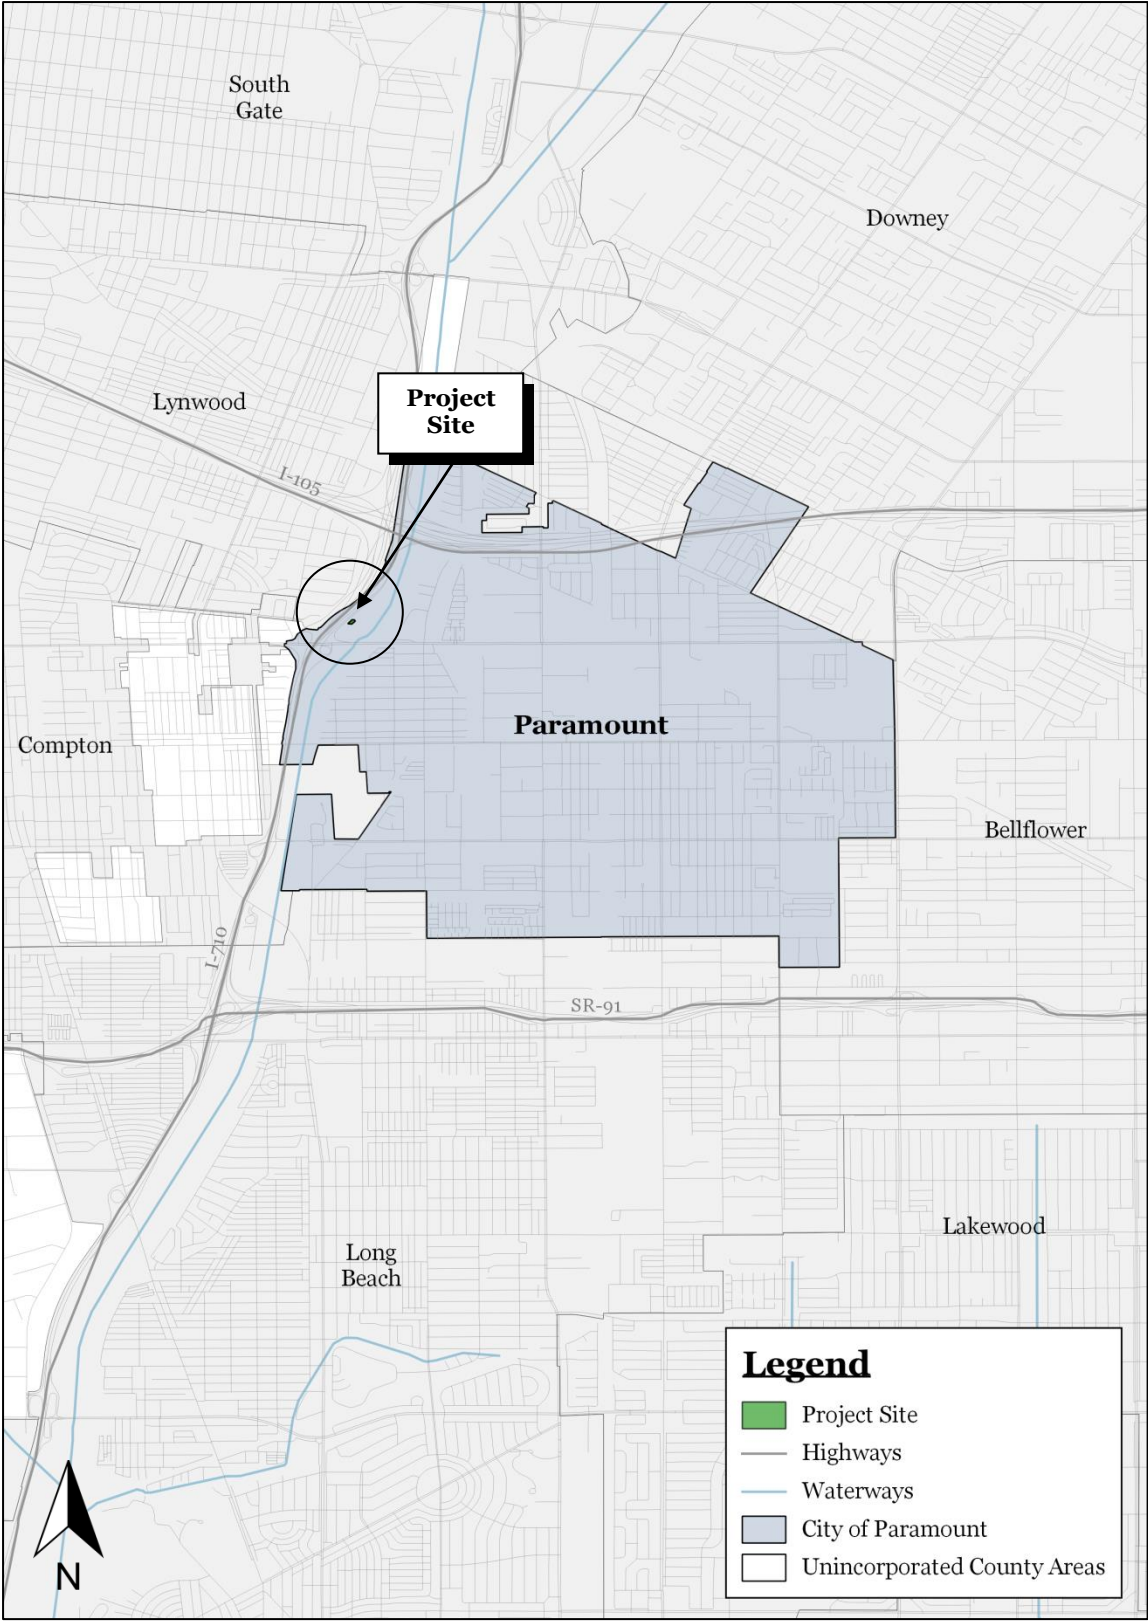 South
Gate
Downey
Lynwood
Project
Site
I-105
Paramount
Compton
Bellflower
I-710
SR-91
Lakewood
Long
Beach
Legend
Project Site
Highways
Waterways
City of Paramount
Unincorporated County Areas
N